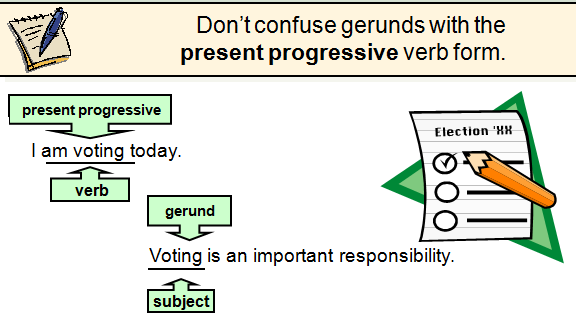 Don't confuse gerunds with the
present progressive verb form.
present progressive
I am voting today.
verb
gerund
Voting is an important responsibility.
subject
Election 'XX